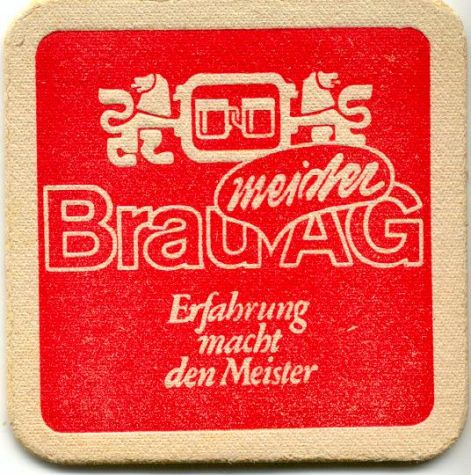 meister
Brau AG
Erfahrung
macht
den Meister